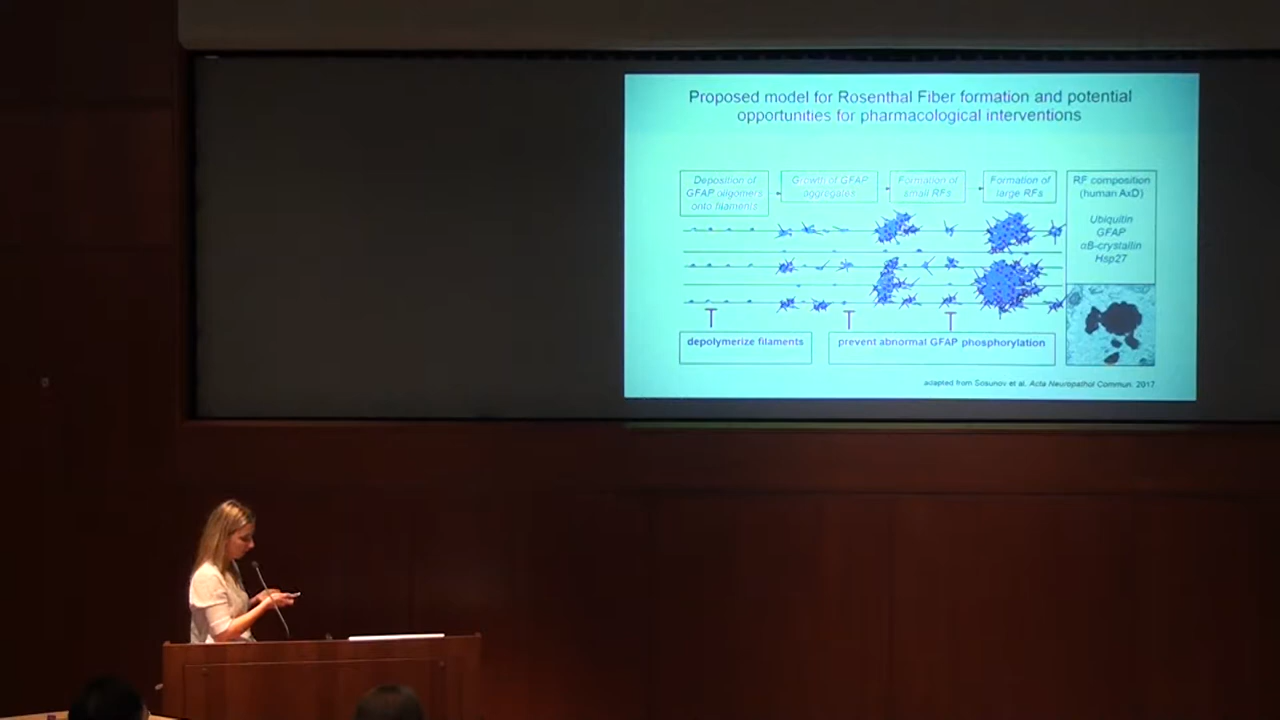 Proposed model for Rosenthal Fiber formation and potential
opportunities for pharmacological interventions
Deposition of
GFAP oligomers
onto filaments
Growth of GFAP
aggregates
Formation of
small RFs
Formation of
large RFs
RF composition
(human AxD)
Ubiquitin
GFAP
αB-crystallin
Hsp27
depolymerize filaments
prevent abnormal GFAP phosphorylation
adapted from Sosunov et al. Acta Neuropathol Commun. 2017